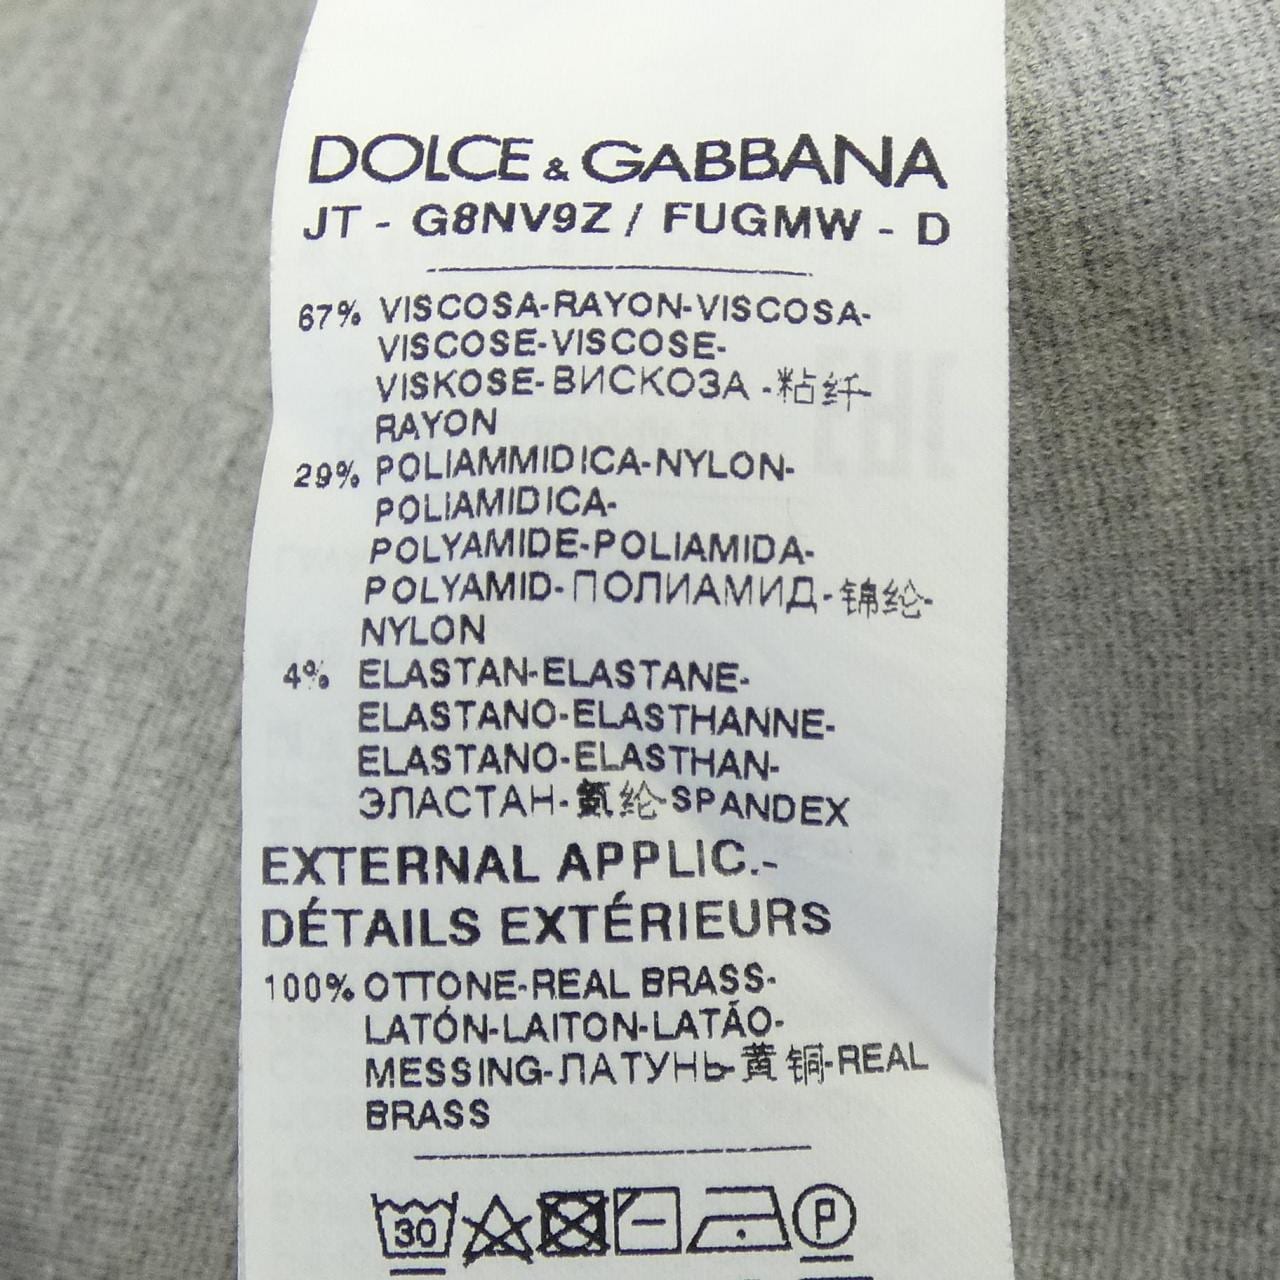 DOLCE & GABBANA
JT - G8NV9Z / FUGMW - D
67% VISCOSA-RAYON-VISCOSA-
VISCOSE-VISCOSE-
VISKOSE-ВИСКОЗА -粘纤-
RAYON
29% POLIAMMIDICA-NYLON-
POLIAMIDICA-
POLYAMIDE-POLIAMIDA-
POLYAMID-ПОЛИАМИД-锦纶-
NYLON
4% ELASTAN-ELASTANE-
ELASTANO-ELASTHANNE-
ELASTANO-ELASTHAN-
ЭЛАСТАН-氨纶-SPANDEX
EXTERNAL APPLIC.-
DÉTAILS EXTÉRIEURS
100% OTTONE-REAL BRASS-
LATÓN-LAITON-LATÃO-
MESSING-ЛАТУНЬ-黄铜-REAL
BRASS
30
P